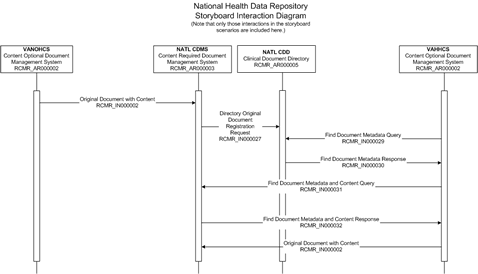 National Health Data Repository
Storyboard Interaction Diagram
(Note that only those interactions in the storyboard
scenarios are included here.)
VANOHCS
Content Optional Document
Management System
RCMR_AR000002
NATL CDMS
Content Required Document
Management System
RCMR_AR000003
NATL CDD
Clinical Document Directory
RCMR_AR000005
VAHHCS
Content Optional Document
Management System
RCMR_AR000002
Original Document with Content
RCMR_IN000002
Directory Original
Document
Registration
Request
RCMR_IN000027
Find Document Metadata Query
RCMR_IN000029
Find Document Metadata Response
RCMR_IN000030
Find Document Metadata and Content Query
RCMR_IN000031
Find Document Metadata and Content Response
RCMR_IN000032
Original Document with Content
RCMR_IN000002